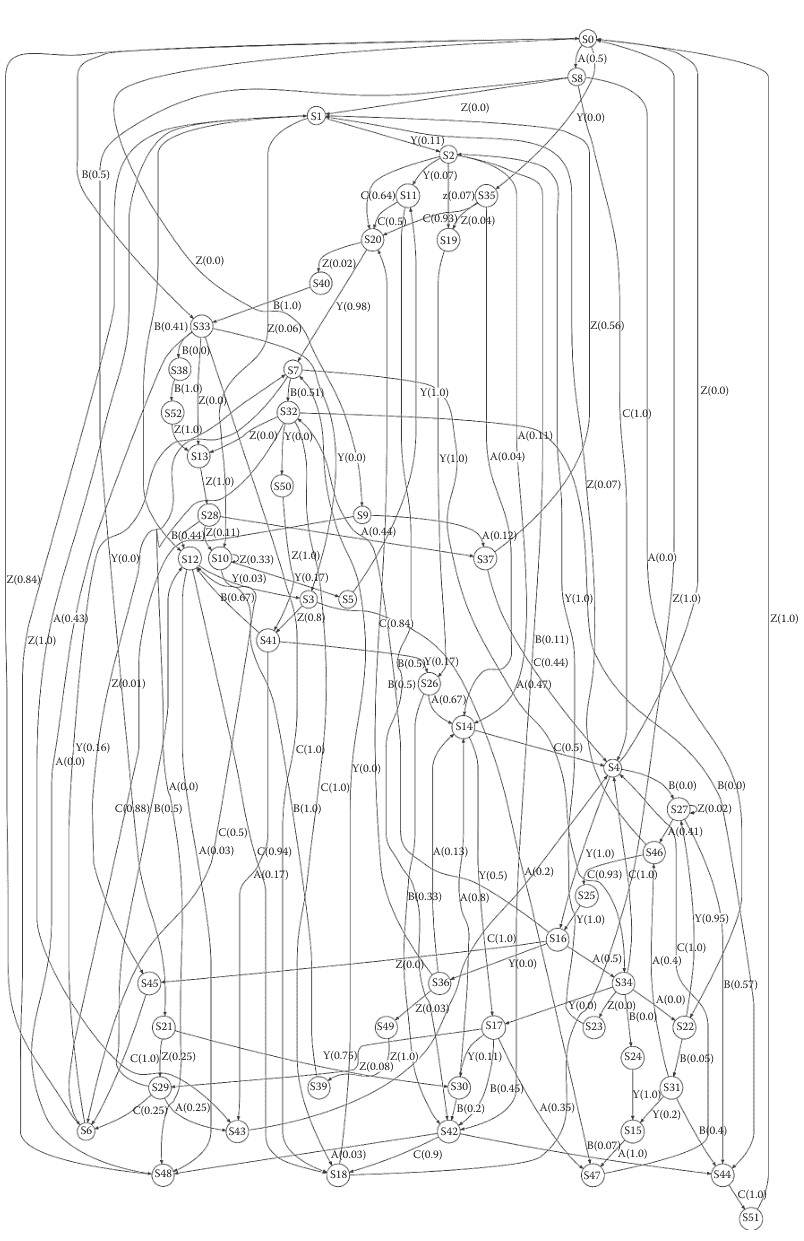 S0
A(0.5)
S8
Z(0.0)
S1
Y(0.0)
Y(0.11)
S2
B(0.5)
Y(0.07)
C(0.64) S11 z(0.07) S35
C(0.5) C(0.93) Z(0.04)
S20 S19
Z(0.0) Z(0.02)
S40
B(1.0) Y(0.98)
B(0.41) S33 Z(0.06) Z(0.56)
B(0.0)
S38 S7
B(1.0) Z(0.0) B(0.51) Y(1.0)
S52 S32 C(1.0) Z(0.0)
Z(1.0) Z(0.0) Y(0.0) A(0.11)
S13 Y(0.0) Y(1.0) A(0.04)
Z(1.0) S50 Z(0.07)
S28 S9
B(0.44) Z(0.11) A(0.44) A(0.12)
Y(0.0) S12 S10 Z(0.33) Z(1.0) S37 A(0.0)
Z(0.84) Y(0.03) Y(0.17)
B(0.67) S3 S5 Y(1.0) Z(1.0)
A(0.43) Z(0.8) C(0.84) Z(1.0)
Z(1.0) S41 B(0.11)
B(0.5) Y(0.17) C(0.44)
Z(0.01) B(0.5) S26 A(0.47)
A(0.67)
S14
Y(0.16) C(1.0) C(0.5)
A(0.0) Y(0.0) S4
A(0.0) C(1.0) B(0.0) B(0.0)
C(0.88) B(0.5) B(1.0) S27 Z(0.02)
C(0.5) A(0.41)
A(0.03) C(0.94) A(0.13) Y(1.0) S46
A(0.17) Y(0.5) A(0.2) C(0.93) C(1.0)
B(0.33) A(0.8) S25
Y(1.0) Y(0.95)
C(1.0) S16 C(1.0)
Z(0.0) Y(0.0) A(0.5) A(0.4)
S45 S36 S34 B(0.57)
Z(0.03) Y(0.0) Z(0.0) A(0.0)
S21 S49 S17 S23 B(0.0) S22
C(1.0) Z(0.25) Y(0.75) Z(1.0) Y(0.11) S24 B(0.05)
Z(0.08)
S29 S39 S30 Y(1.0) S31
C(0.25) A(0.25) B(0.2) B(0.45) A(0.35) Y(0.2)
S6 S43 S42 S15 B(0.4)
B(0.07) A(1.0)
A(0.03) C(0.9)
S48 S18 S47 S44
C(1.0)
S51